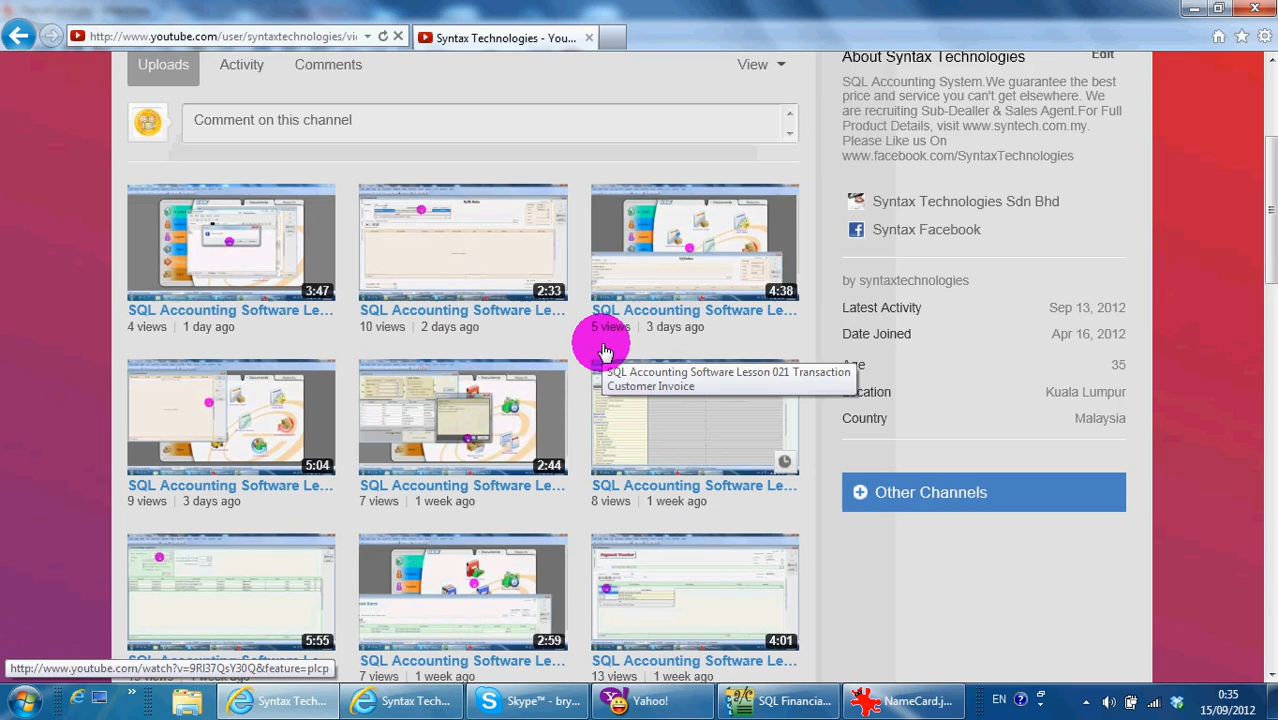 http://www.youtube.com/user/syntaxtechnologies/vi
Syntax Technologies - You...
Uploads
Activity
Comments
View
Comment on this channel
3:47
2:33
4:38
SQL Accounting Software Le...
SQL Accounting Software Le...
SQL Accounting Software Le...
4 views
1 day ago
10 views
2 days ago
5 views
3 days ago
SQL Accounting Software Lesson 021 Transaction
Customer Invoice
5:04
2:44
SQL Accounting Software Le...
SQL Accounting Software Le...
SQL Accounting Software Le...
9 views
3 days ago
7 views
1 week ago
8 views
1 week ago
5:55
2:59
4:01
SQL Accounting Software Le...
SQL Accounting Software Le...
7 views
1 week ago
13 views
1 week ago
About Syntax Technologies
Edit
SQL Accounting System.We guarantee the best
price and service you can't get elsewhere. We
are recruiting Sub-Dealler & Sales Agent.For Full
Product Details, visit www.syntech.com.my.
Please Like us On
www.facebook.com/SyntaxTechnologies
Syntax Technologies Sdn Bhd
Syntax Facebook
by syntaxtechnologies
Latest Activity
Sep 13, 2012
Date Joined
Apr 16, 2012
35
Kuala Lumpur
Country
Malaysia
Other Channels
http://www.youtube.com/watch?v=9Rl37QsY30Q&feature=plcp
Syntax Tech...
Syntax Tech...
Skype™ - bry...
Yahoo!
SQL Financia...
NameCard.j...
EN
0:35
15/09/2012